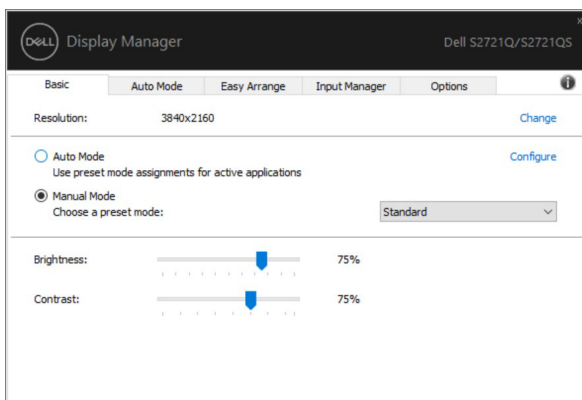 DELL Display Manager Dell S2721Q/S2721QS
Basic Auto Mode Easy Arrange Input Manager Options
Resolution: 3840x2160 Change
Auto Mode Configure
Use preset mode assignments for active applications
Manual Mode
Choose a preset mode: Standard
Brightness: 75%
Contrast: 75%